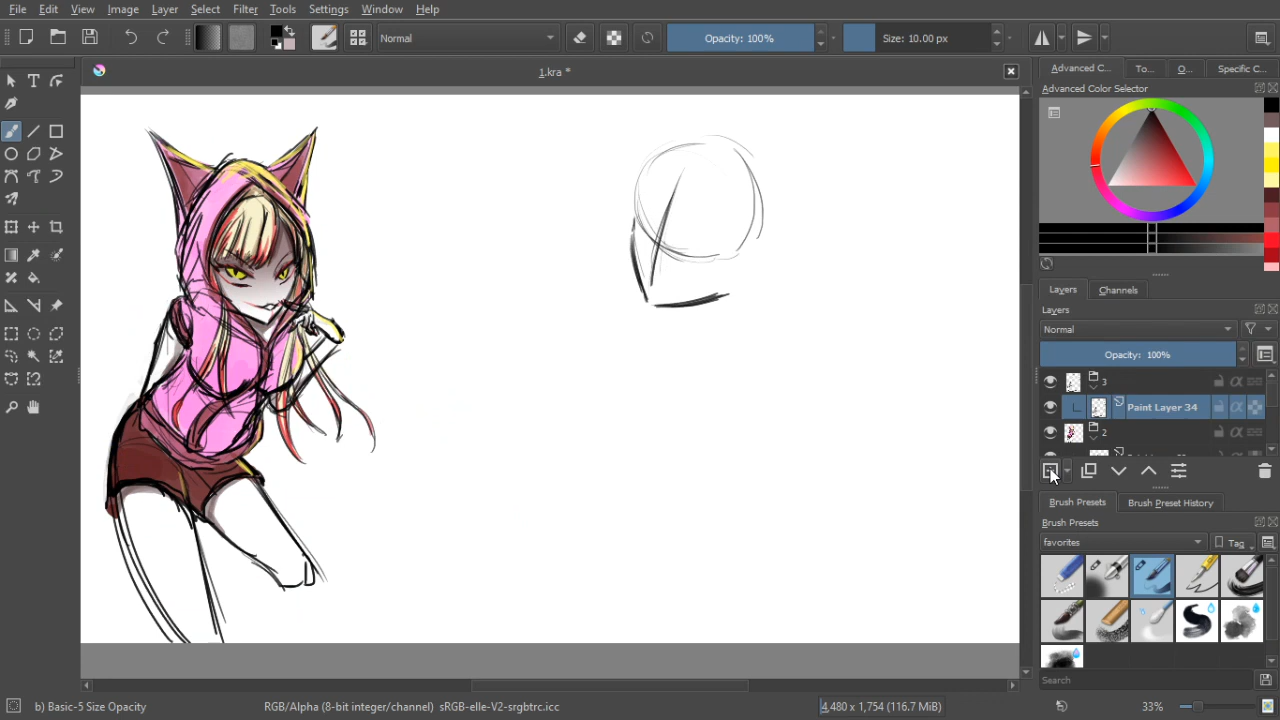 File Edit View Image Layer Select Filter Tools Settings Window Help
Normal Opacity: 100% Size: 10.00 px
1.kra *
Advanced C... To... O... Specific C...
Advanced Color Selector
Layers Channels
Layers
Normal
Opacity: 100%
3
Paint Layer 34
2
Brush Presets Brush Preset History
Brush Presets
favorites Tag
Search
b) Basic-5 Size Opacity RGB/Alpha (8-bit integer/channel) sRGB-elle-V2-srgbtrc.icc 4,480 x 1,754 (116.7 MiB) 33%